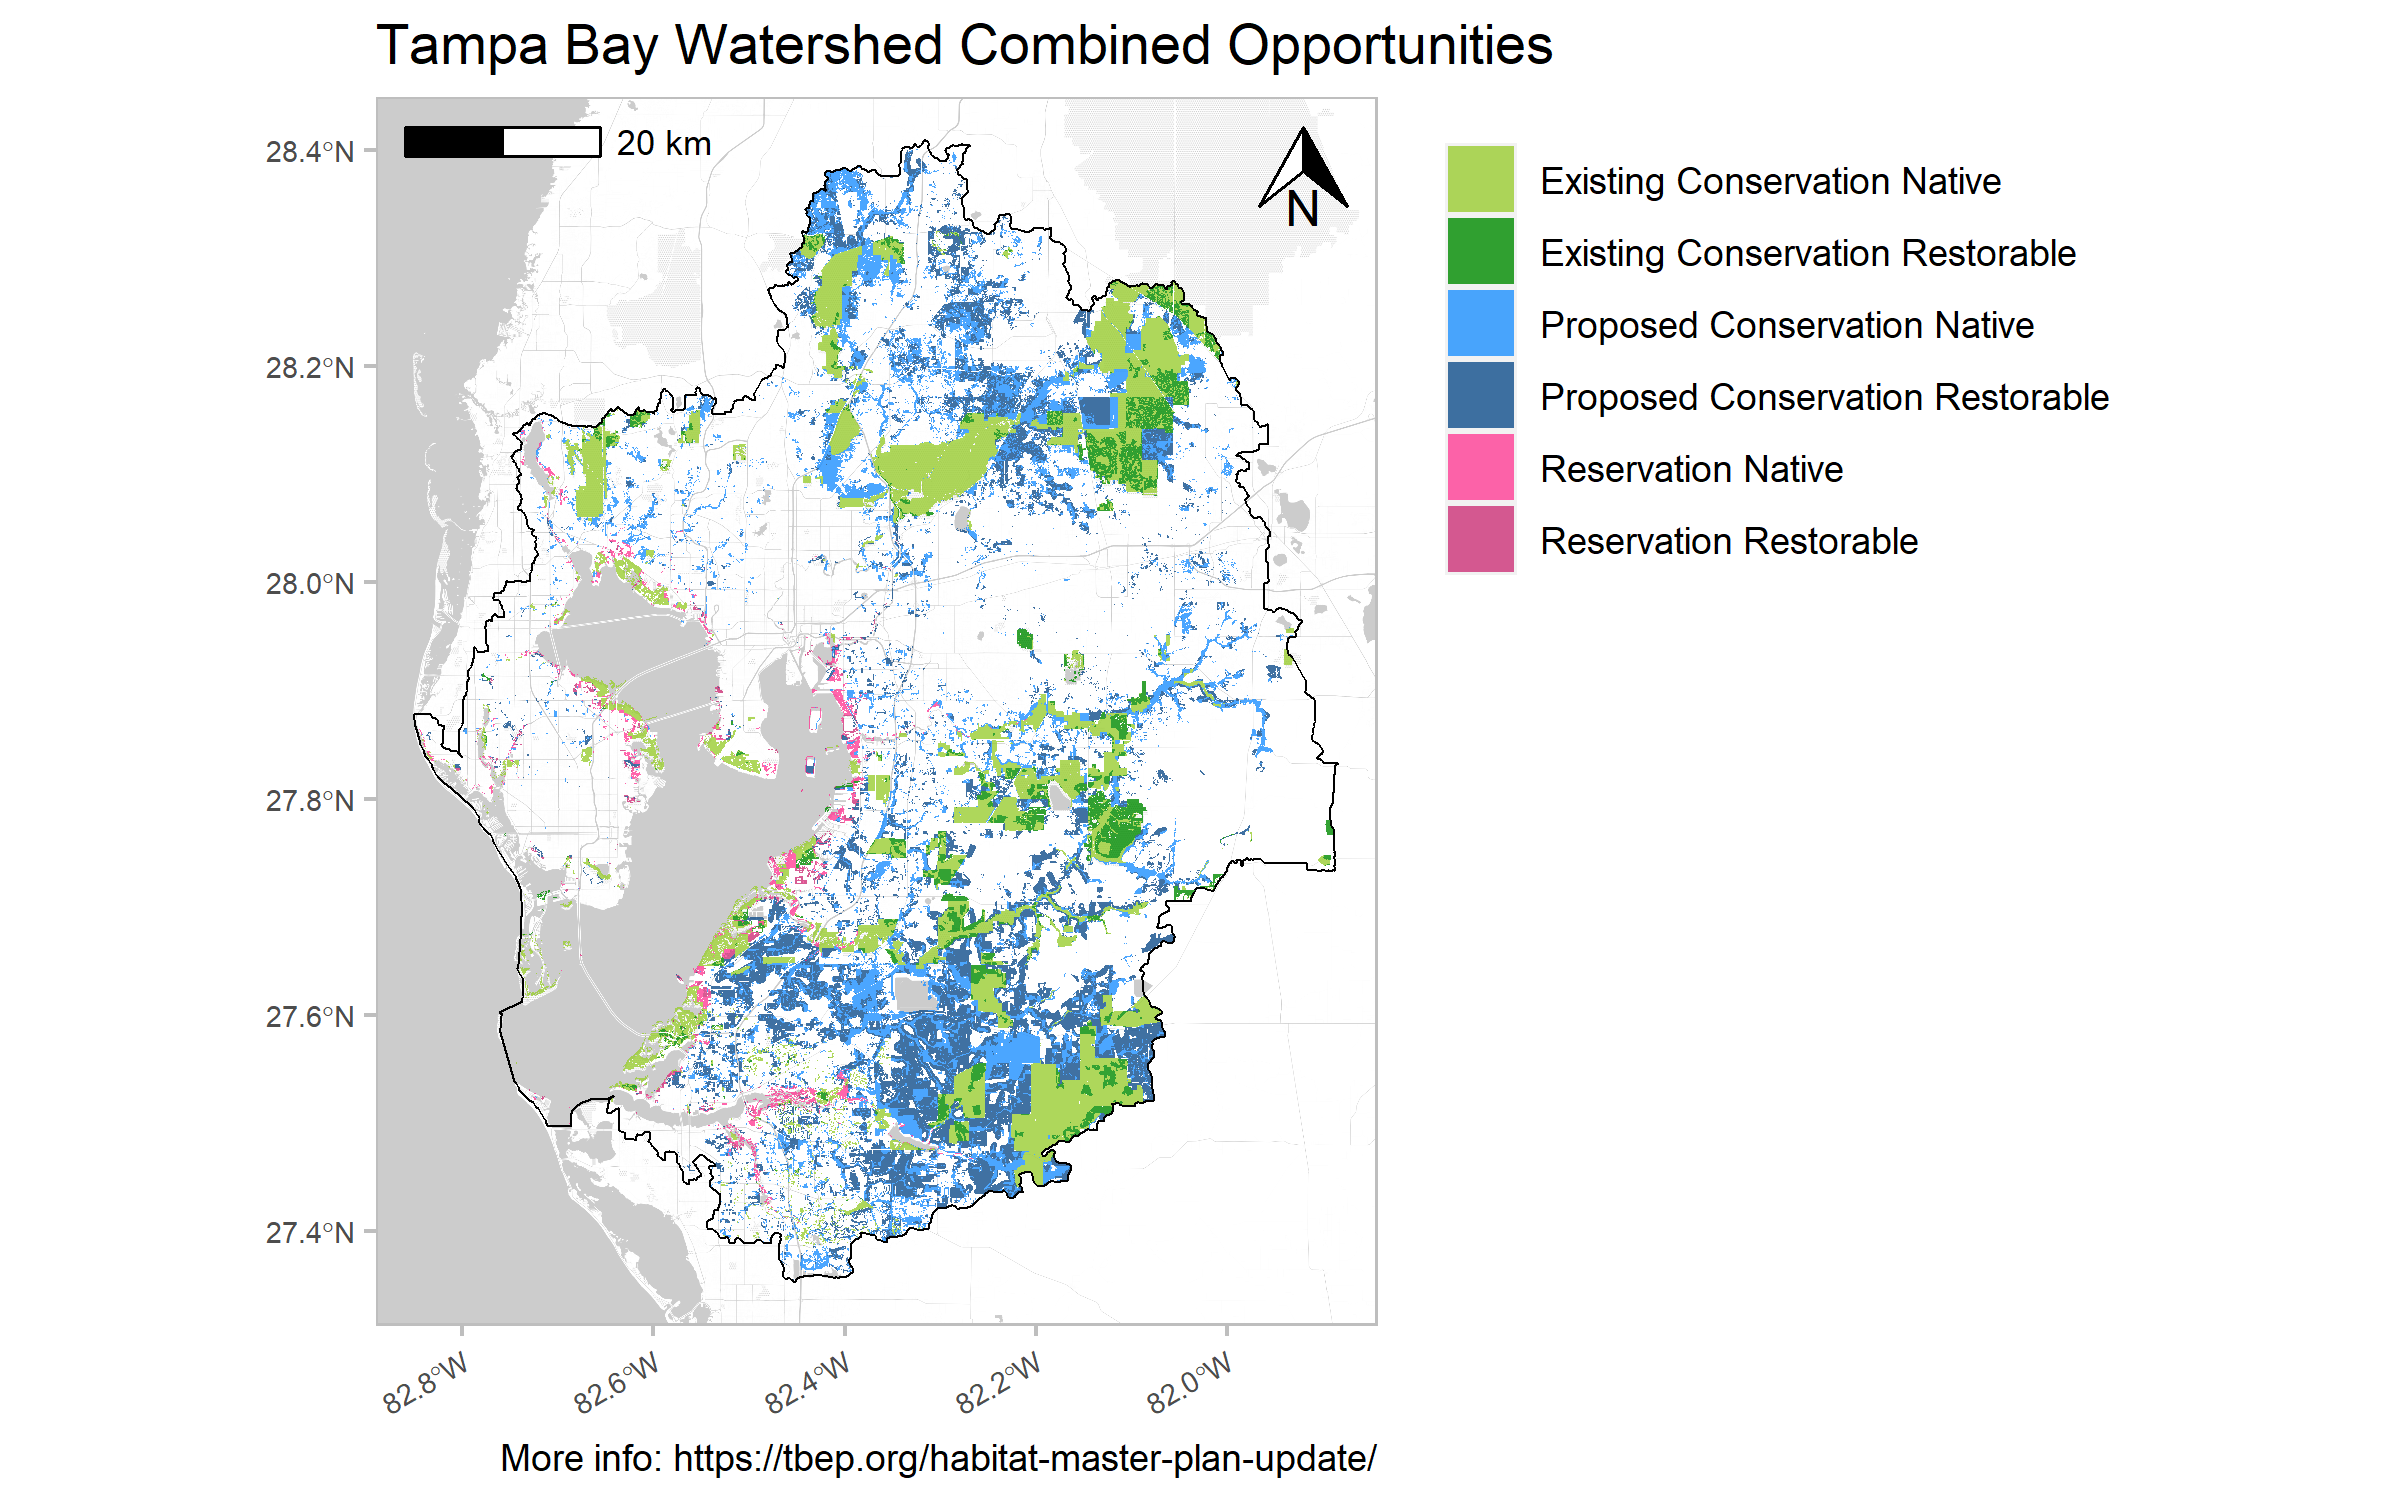 Tampa Bay Watershed Combined Opportunities
20 km
N
28.4°N
28.2°N
28.0°N
27.8°N
27.6°N
27.4°N
82.8°W
82.6°W
82.4°W
82.2°W
82.0°W
Existing Conservation Native
Existing Conservation Restorable
Proposed Conservation Native
Proposed Conservation Restorable
Reservation Native
Reservation Restorable
More info: https://tbep.org/habitat-master-plan-update/